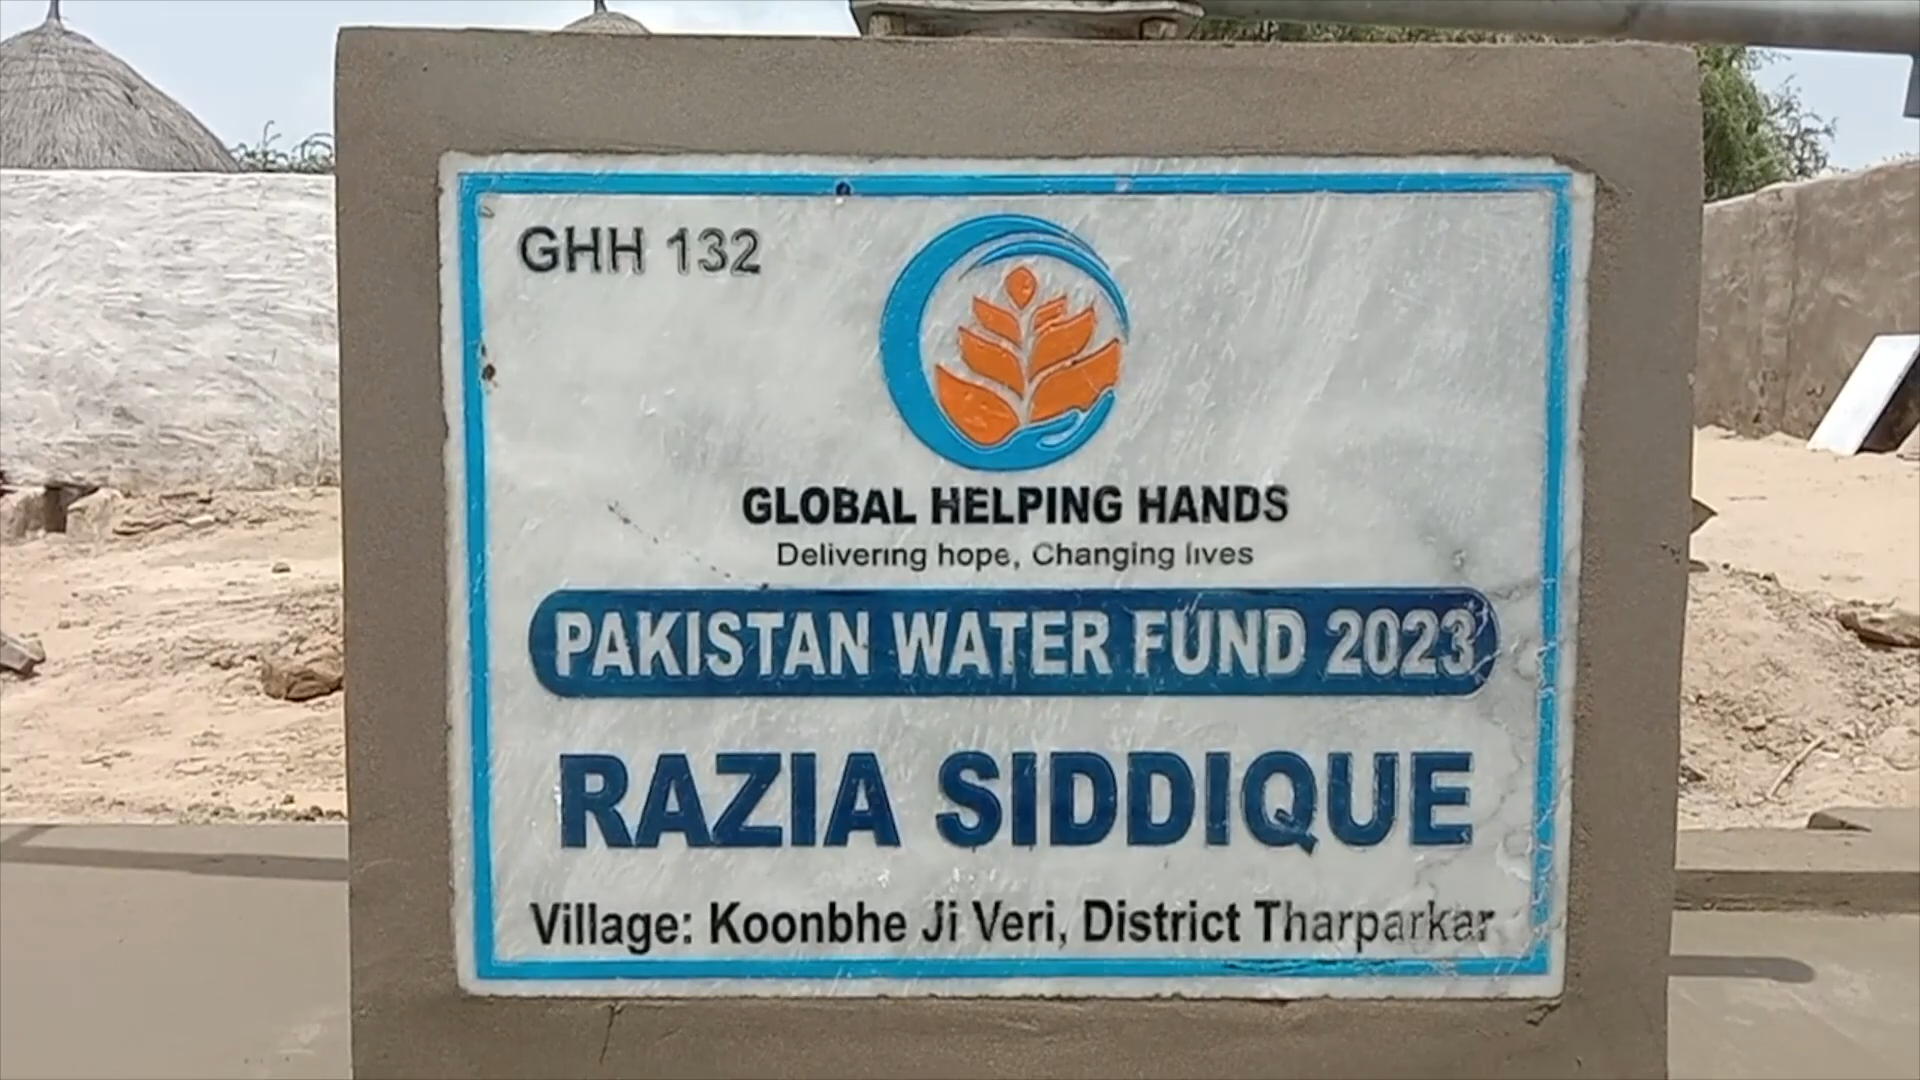 GHH 132
GLOBAL HELPING HANDS
Delivering hope, Changing lives
PAKISTAN WATER FUND 2023
RAZIA SIDDIQUE
Village: Koonbhe Ji Veri, District Tharparkar